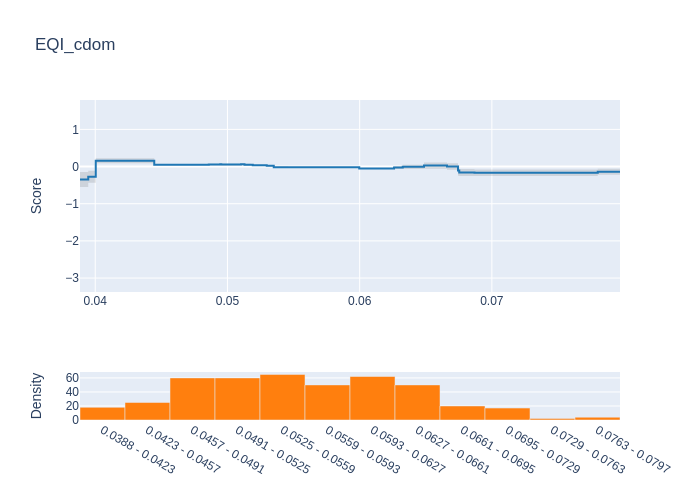 EQI_cdom
Score
1
0
−1
−2
−3
0.04 0.05 0.06 0.07
Density
60
40
20
0
0.0388 - 0.0423
0.0423 - 0.0457
0.0457 - 0.0491
0.0491 - 0.0525
0.0525 - 0.0559
0.0559 - 0.0593
0.0593 - 0.0627
0.0627 - 0.0661
0.0661 - 0.0695
0.0695 - 0.0729
0.0729 - 0.0763
0.0763 - 0.0797